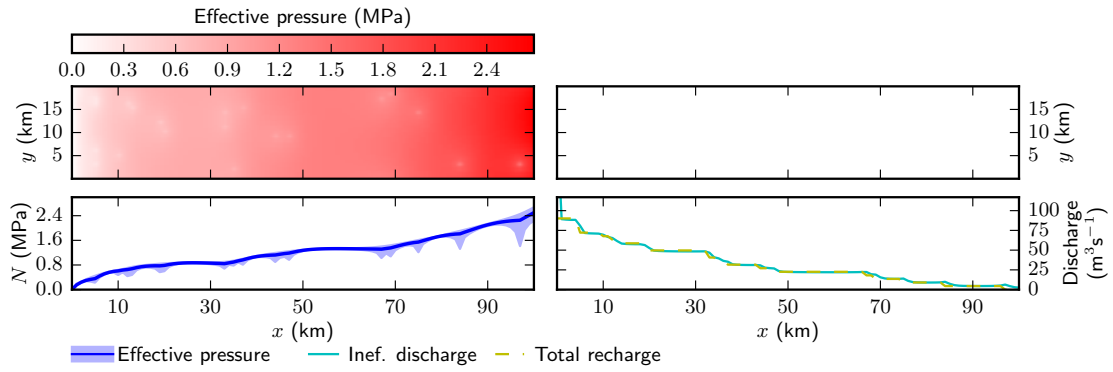 Effective pressure (MPa)
0.0 0.3 0.6 0.9 1.2 1.5 1.8 2.1 2.4
y (km)
15
10
5
15
10
5
y (km)
N (MPa)
2.4
1.6
0.8
0.0
10 30 50 70 90
x (km)
100
75
50
25
0
Discharge
(m³s⁻¹)
10 30 50 70 90
x (km)
Effective pressure Inef. discharge Total recharge